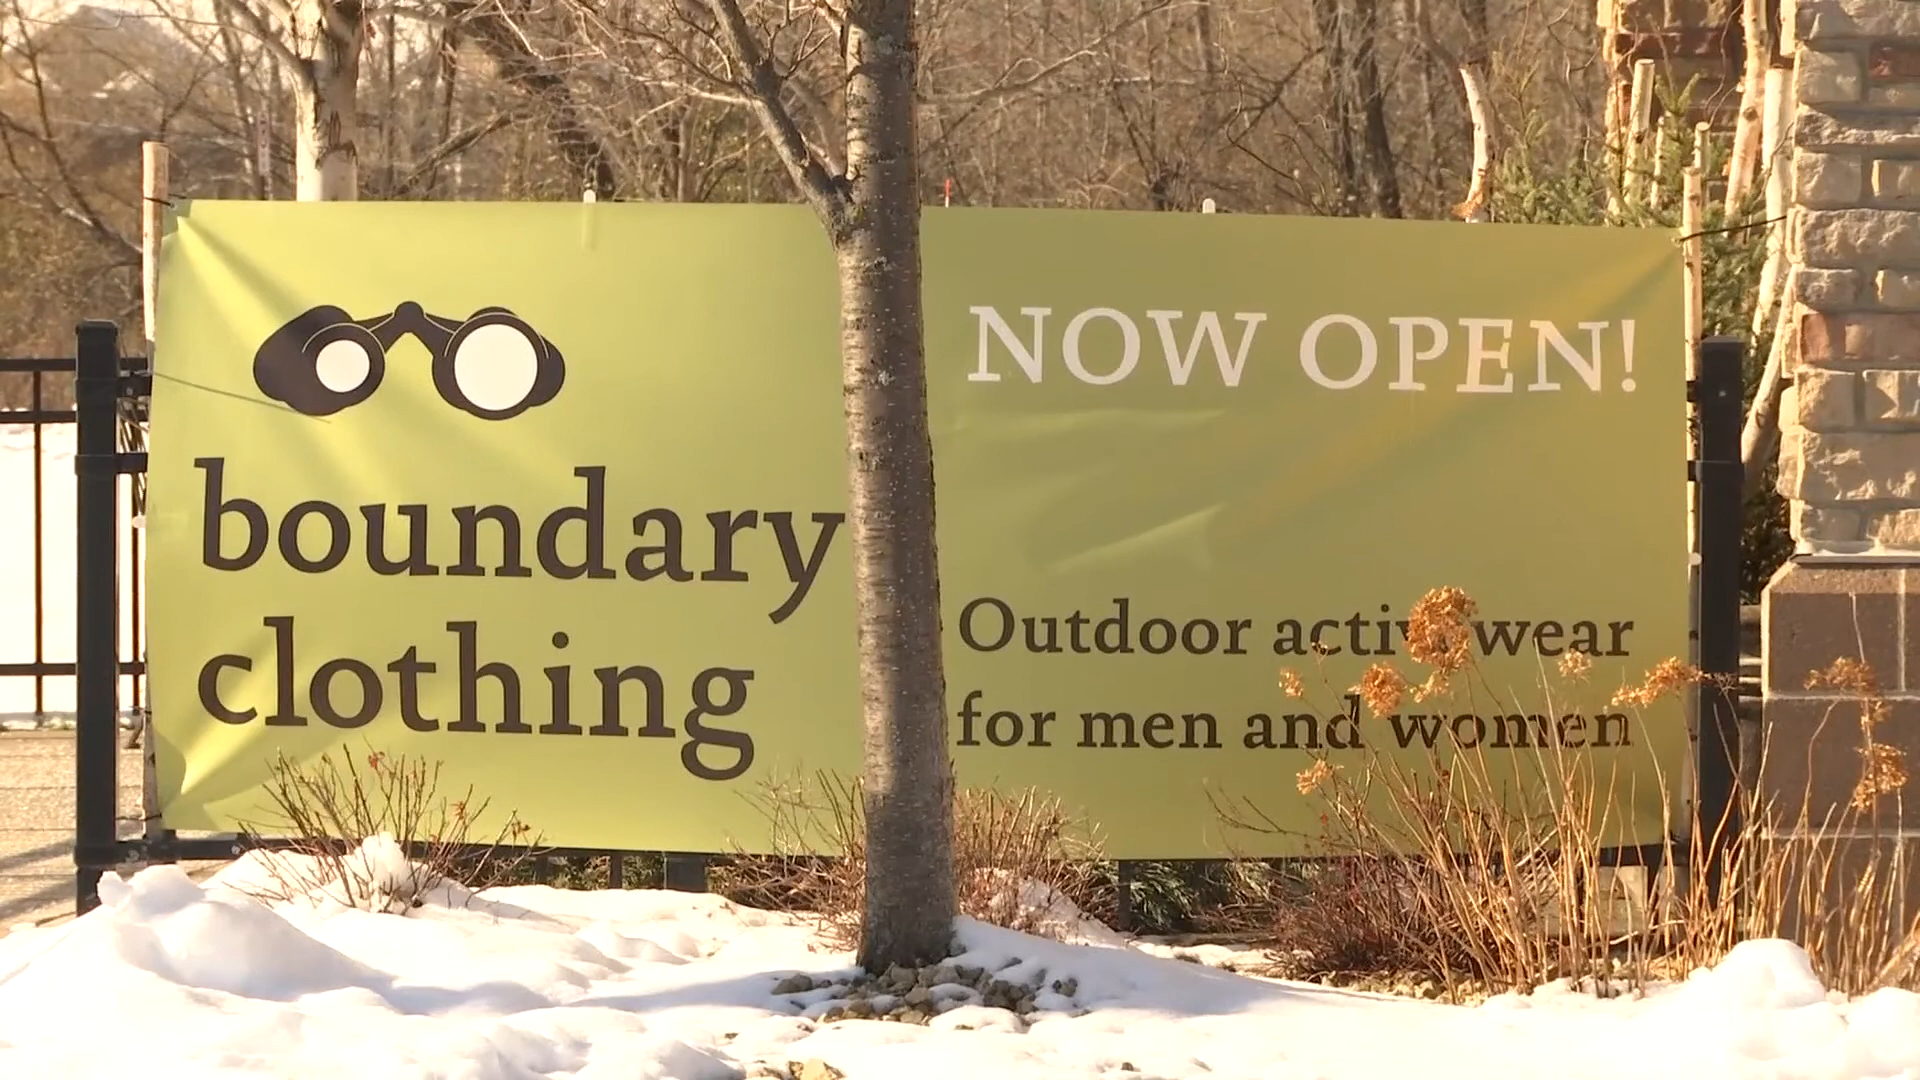 boundary
clothing
NOW OPEN!
Outdoor activewear
for men and women